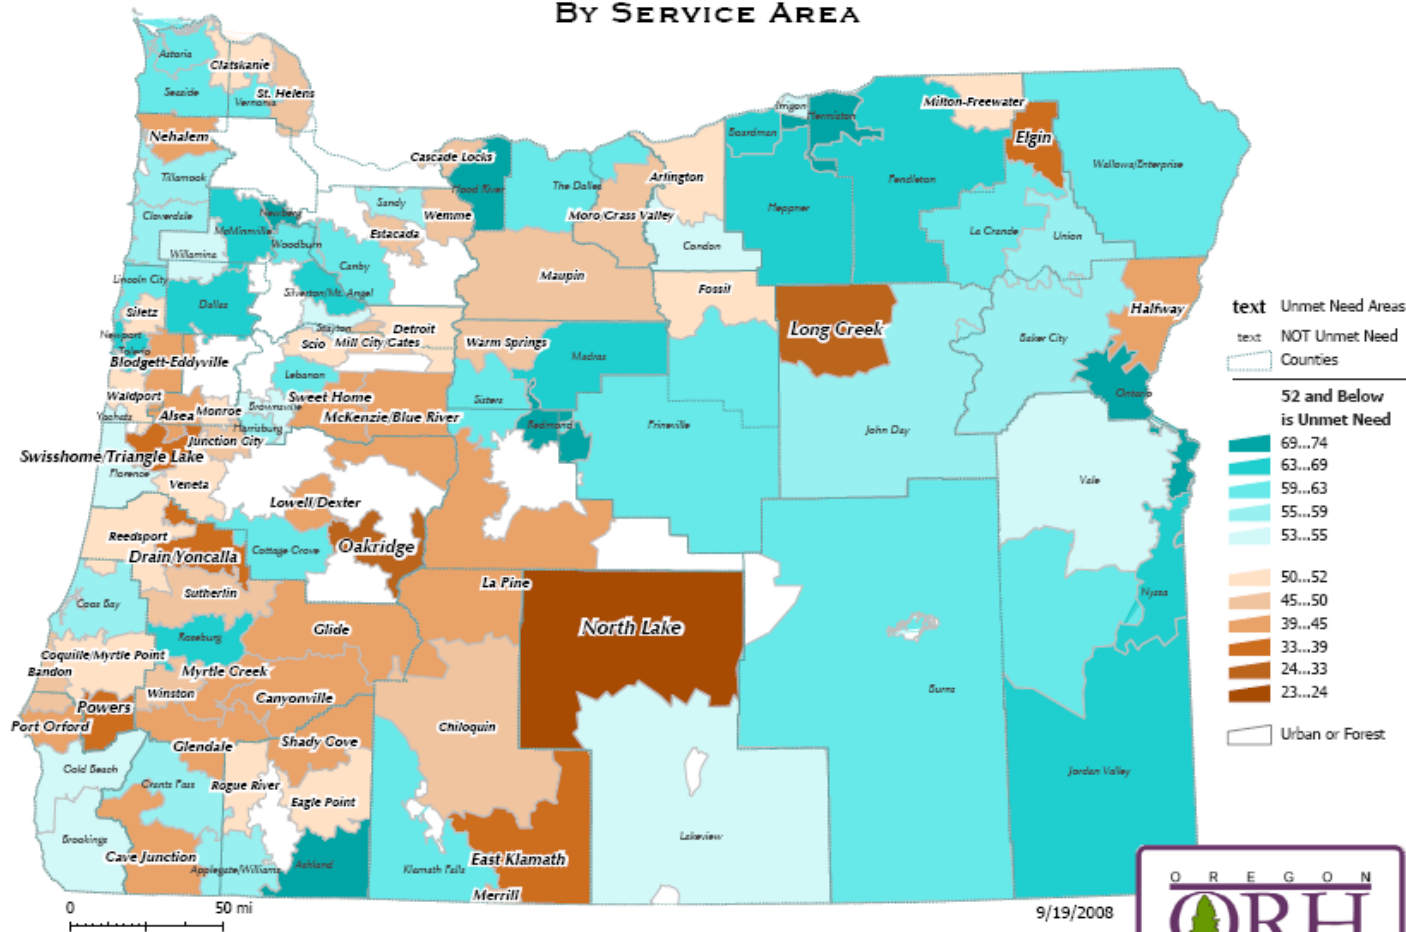 By Service Area
Astoria
Clatskanie
Seaside
Vernonia
St. Helens
Nehalem
Tillamook
Cloverdale
Willamina
McMinnville
Newberg
Woodburn
Canby
Sandy
Estacada
Wemme
Cascade Locks
Hood River
The Dalles
Moro/Grass Valley
Arlington
Condon
Boardman
Irrigon
Hermiston
Heppner
Pendleton
Milton-Freewater
Elgin
Wallowa/Enterprise
La Grande
Union
Lincoln City
Dallas
Silverton/Mt. Angel
Siletz
Newport
Toledo
Blodgett-Eddyville
Stayton
Scio
Mill City/Gates
Detroit
Maupin
Warm Springs
Fossil
Long Creek
Baker City
Halfway
Ontario
Madras
Lebanon
Sweet Home
Brownsville
Harrisburg
Waldport
Yachats
Alsea
Monroe
Junction City
McKenzie/Blue River
Sisters
Redmond
Prineville
John Day
Vale
Swisshome/Triangle Lake
Florence
Veneta
Lowell/Dexter
Reedsport
Drain/Yoncalla
Cottage Grove
Oakridge
Sutherlin
Coos Bay
La Pine
Roseburg
Glide
North Lake
Nyssa
Coquille/Myrtle Point
Bandon
Myrtle Creek
Winston
Canyonville
Powers
Port Orford
Glendale
Shady Cove
Chiloquin
Burns
Jordan Valley
Gold Beach
Grants Pass
Rogue River
Eagle Point
Brookings
Cave Junction
Applegate/Williams
Ashland
Klamath Falls
East Klamath
Merrill
Lakeview
text Unmet Need Areas
text NOT Unmet Need
Counties
52 and Below
is Unmet Need
69...74
63...69
59...63
55...59
53...55
50...52
45...50
39...45
33...39
24...33
23...24
Urban or Forest
0 50 mi
9/19/2008
OREGON
ORH